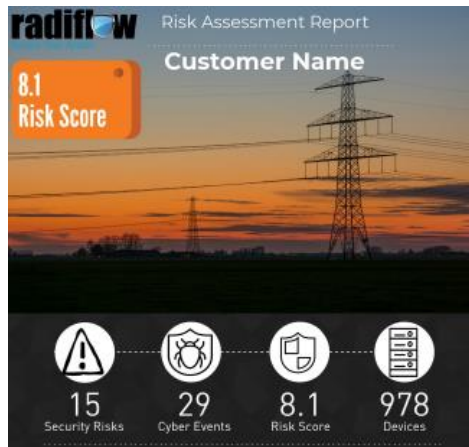 radiflow
Risk Assessment Report
Customer Name
8.1
Risk Score
15
Security Risks
29
Cyber Events
8.1
Risk Score
978
Devices